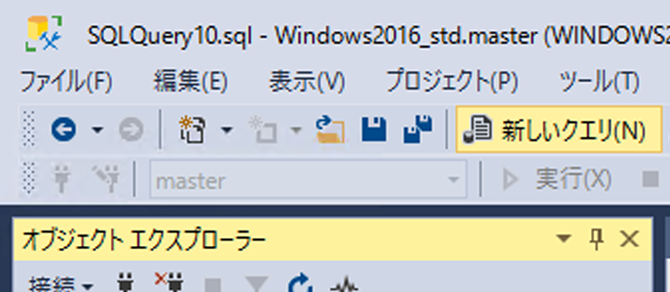 SQLQuery10.sql - Windows2016_std.master (WINDOWS2
ファイル(F) 編集(E) 表示(V) プロジェクト(P) ツール(T)
新しいクエリ(N)
master 実行(X)
オブジェクト エクスプローラー
接続